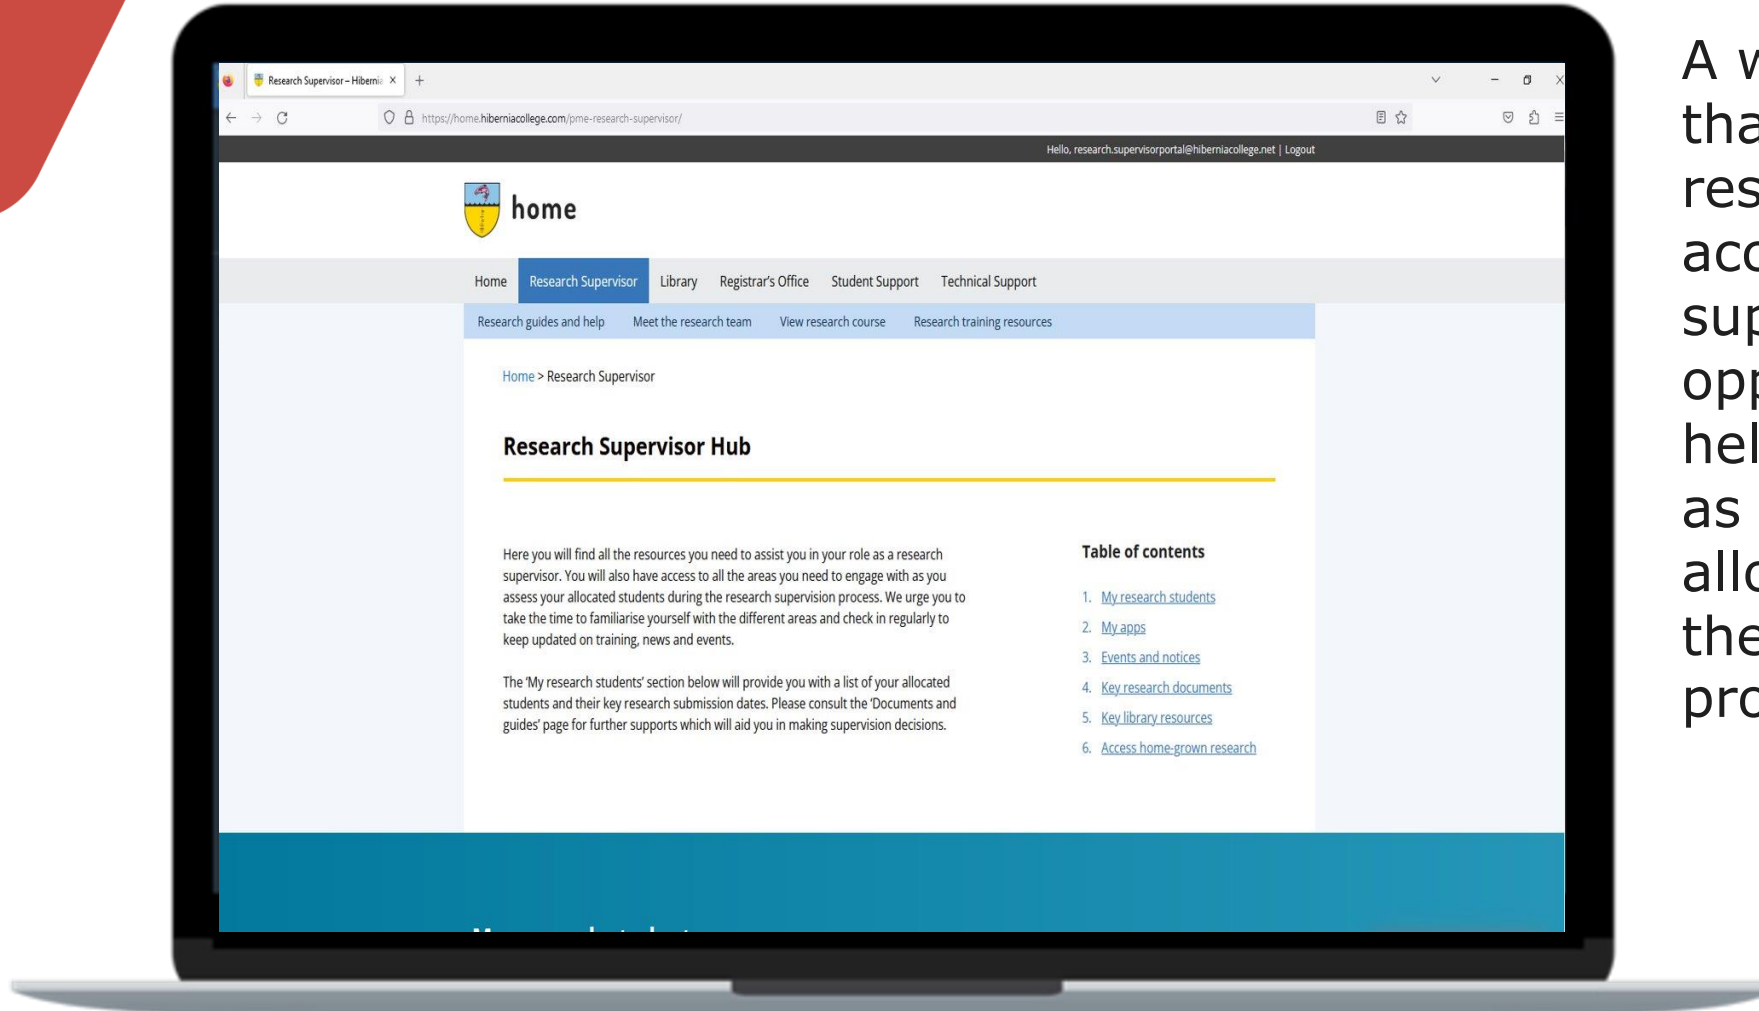 Research Supervisor – Hibernia
https://home.hiberniacollege.com/pme-research-supervisor/
Hello, research.supervisorportal@hiberniacollege.net | Logout
home
Home Research Supervisor Library Registrar's Office Student Support Technical Support
Research guides and help Meet the research team View research course Research training resources
Home > Research Supervisor
Research Supervisor Hub
Here you will find all the resources you need to assist you in your role as a research
supervisor. You will also have access to all the areas you need to engage with as you
assess your allocated students during the research supervision process. We urge you to
take the time to familiarise yourself with the different areas and check in regularly to
keep updated on training, news and events.
The 'My research students' section below will provide you with a list of your allocated
students and their key research submission dates. Please consult the 'Documents and
guides' page for further supports which will aid you in making supervision decisions.
Table of contents
1. My research students
2. My apps
3. Events and notices
4. Key research documents
5. Key library resources
6. Access home-grown research
A
as